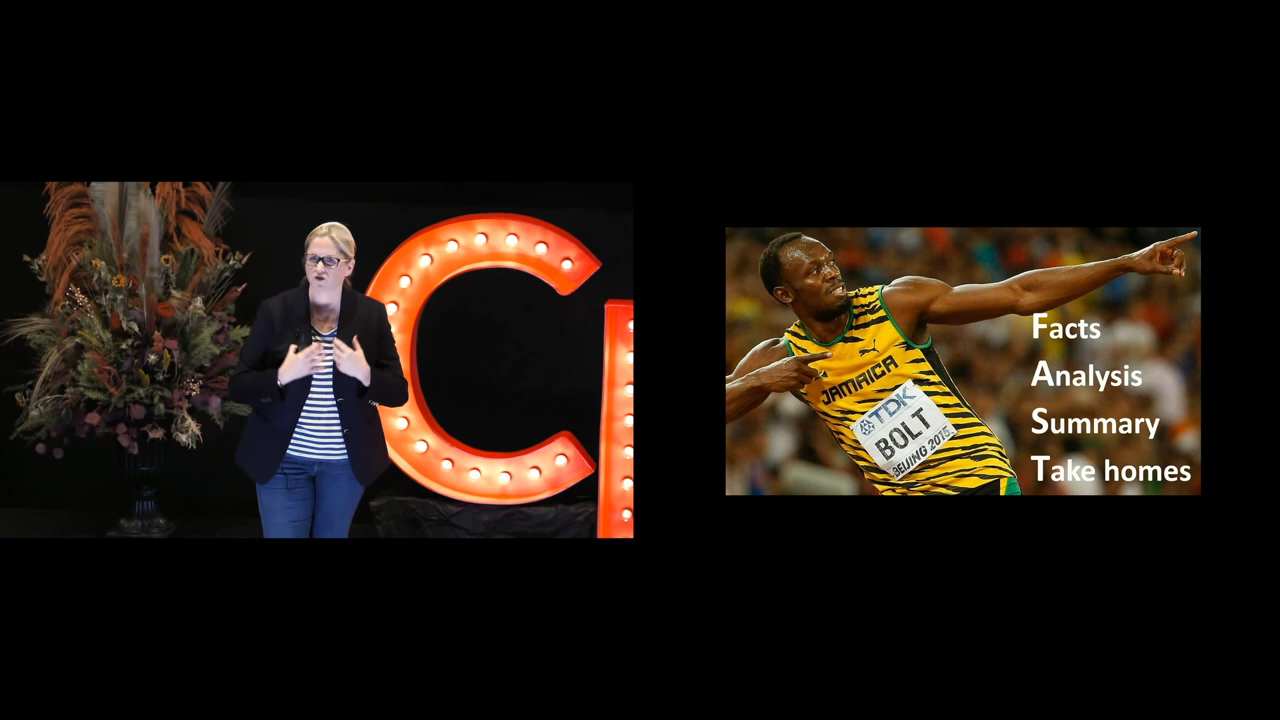 C
JAMAICA
TDK
BOLT
BEIJING 2015
Facts
Analysis
Summary
Take homes